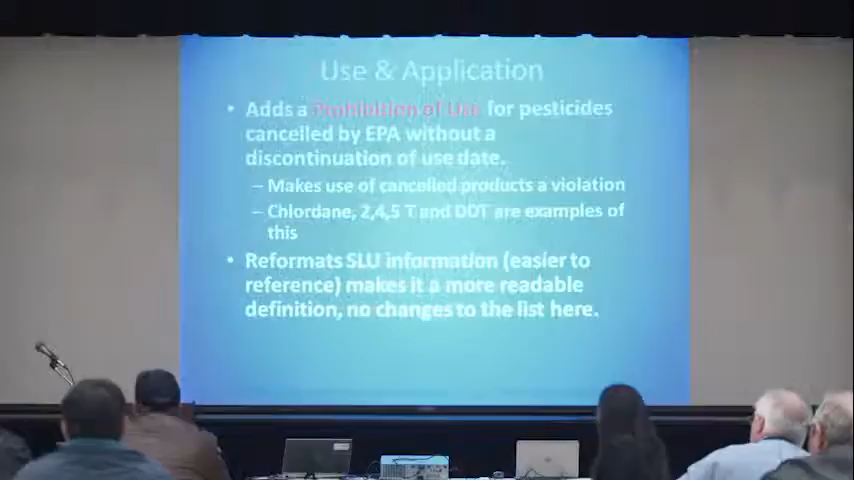 Use & Application
• Adds a Prohibition of Use for pesticides
cancelled by EPA without a
discontinuation of use date.
– Makes use of cancelled products a violation
– Chlordane, 2,4,5 T and DDT are examples of
this
• Reformats SLU information (easier to
reference) makes it a more readable
definition, no changes to the list here.